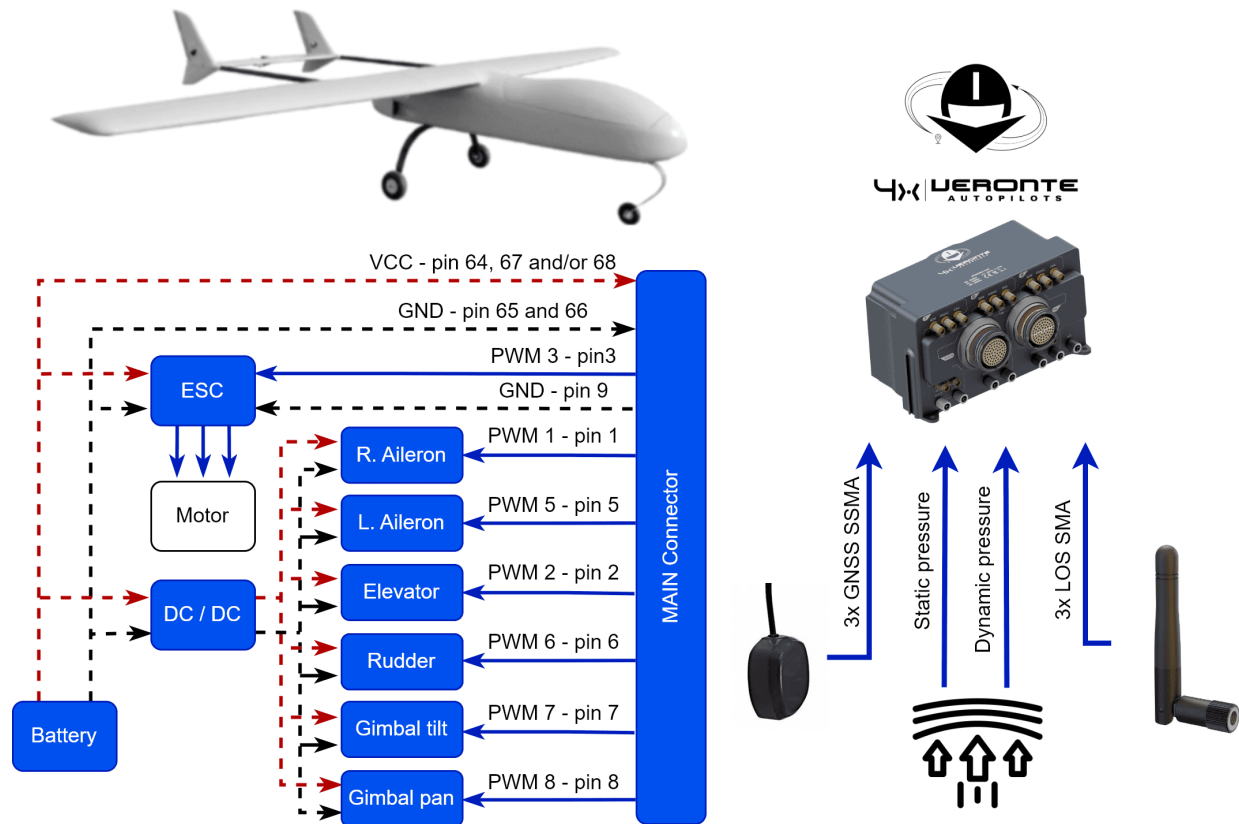 4X VERONTE
AUTOPILOTS
4X VERONTE
VCC - pin 64, 67 and/or 68
GND - pin 65 and 66
PWM 3 - pin3
ESC
GND - pin 9
PWM 1 - pin 1
R. Aileron
Motor
PWM 5 - pin 5
L. Aileron
DC / DC
PWM 2 - pin 2
Elevator
PWM 6 - pin 6
Rudder
Battery
PWM 7 - pin 7
Gimbal tilt
PWM 8 - pin 8
Gimbal pan
MAIN Connector
3x GNSS SSMA
Static pressure
Dynamic pressure
3x LOS SMA